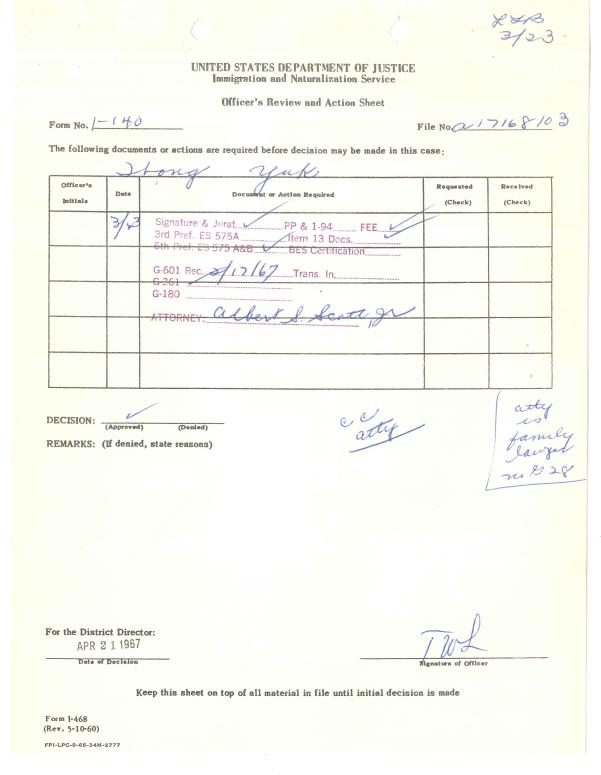 LSB
3/23
UNITED STATES DEPARTMENT OF JUSTICE
Immigration and Naturalization Service
Officer's Review and Action Sheet
Form No. I-140
File No. A17168103
The following documents or actions are required before decision may be made in this case:
Yuk
Officer's Initials Date Document or Action Required Requested (Check) Received (Check)
3/23
Signature & Jurat ✓ PP & 1-94 FEE ✓
3rd Pref. ES 575A Item 13 Docs.
6th Pref. ES 575 A&B ✓ BES Certification
G-601 Rec. 2/17/67 Trans. In
G-361
G-180
ATTORNEY: Albert S. Scott, Jr
DECISION: ✓
(Approved) (Denied)
REMARKS: (If denied, state reasons)
cc
atty
atty
is
family
lawyer
no G 28
For the District Director:
APR 21 1967
Date of Decision
TWL
Signature of Officer
Keep this sheet on top of all material in file until initial decision is made
Form I-468
(Rev. 5-10-60)
FPI-LPC-9-66-34M-2777